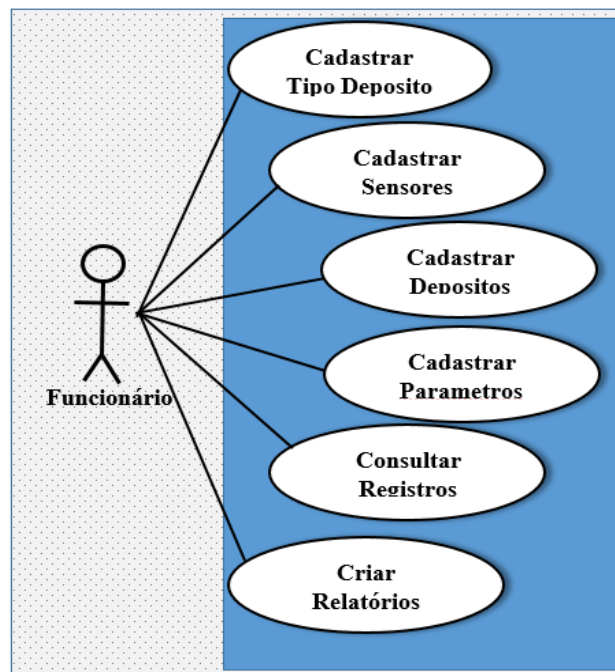 Cadastrar
Tipo Deposito
Cadastrar
Sensores
Cadastrar
Depositos
Cadastrar
Parametros
Funcionário
Consultar
Registros
Criar
Relatórios